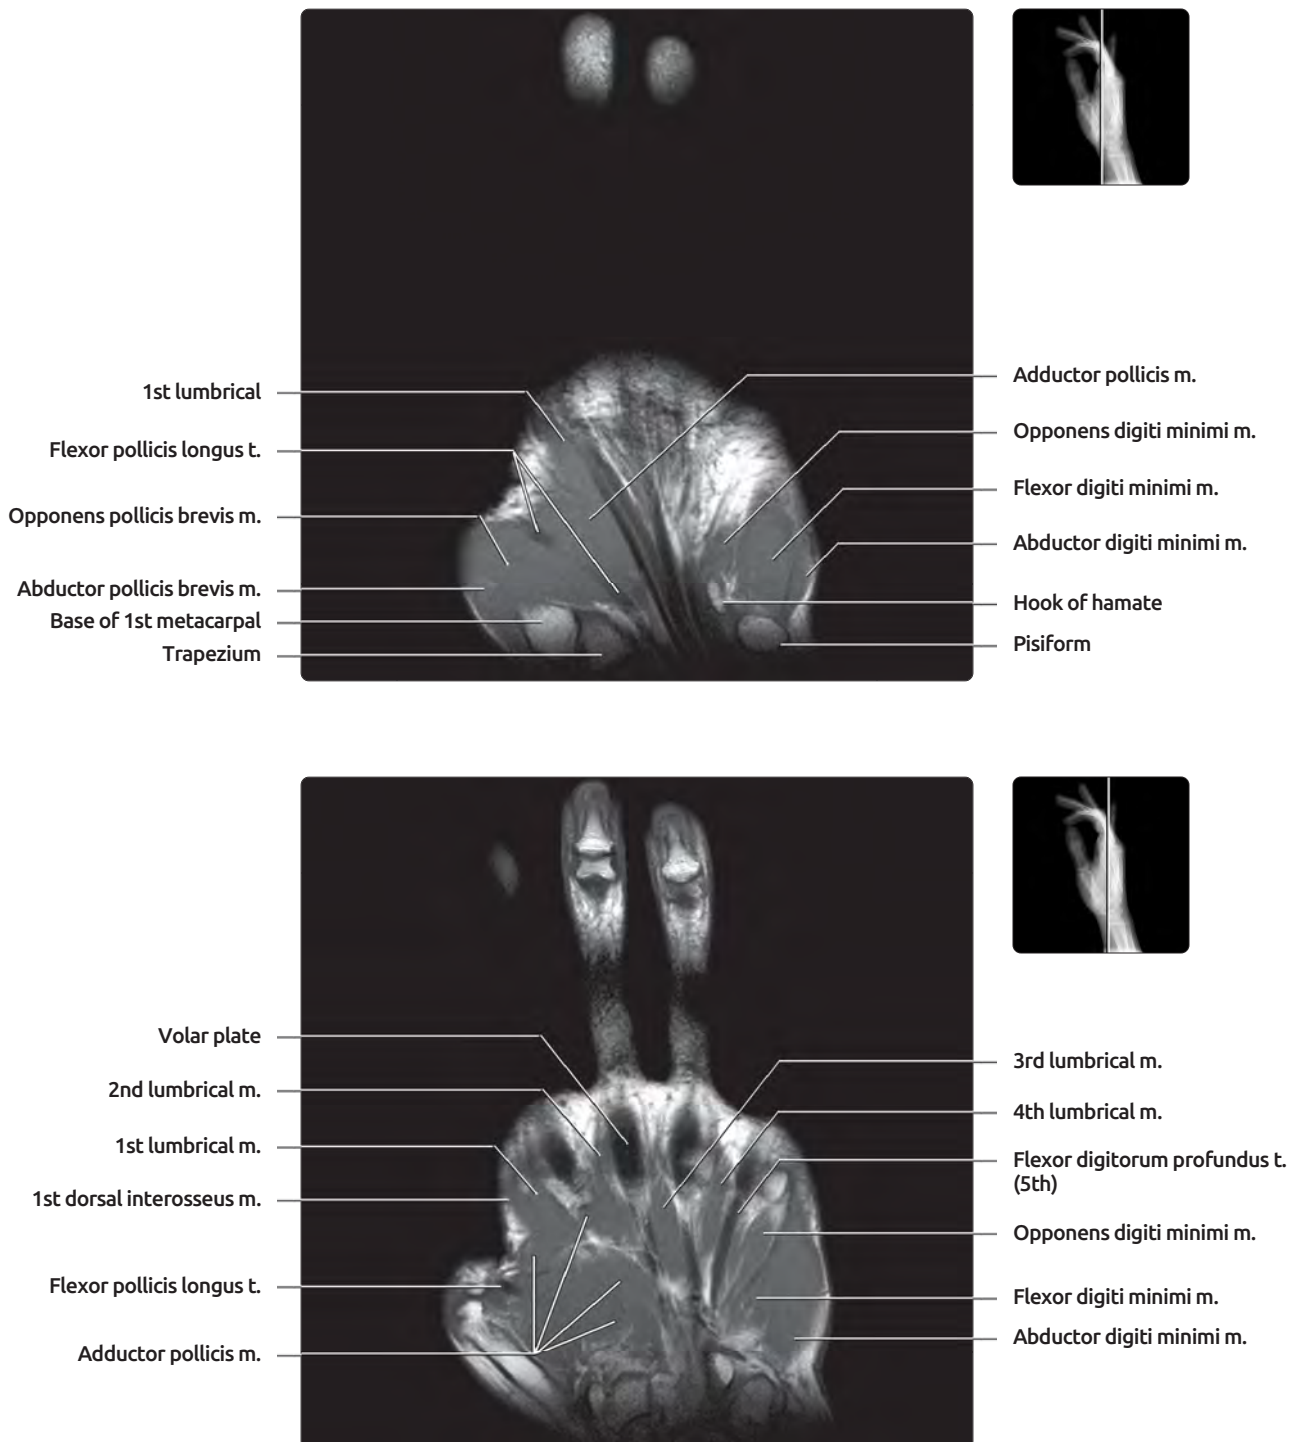 1st lumbrical
Flexor pollicis longus t.
Opponens pollicis brevis m.
Abductor pollicis brevis m.
Base of 1st metacarpal
Trapezium
Adductor pollicis m.
Opponens digiti minimi m.
Flexor digiti minimi m.
Abductor digiti minimi m.
Hook of hamate
Pisiform
Volar plate
2nd lumbrical m.
1st lumbrical m.
1st dorsal interosseus m.
Flexor pollicis longus t.
Adductor pollicis m.
3rd lumbrical m.
4th lumbrical m.
Flexor digitorum profundus t.
(5th)
Opponens digiti minimi m.
Flexor digiti minimi m.
Abductor digiti minimi m.